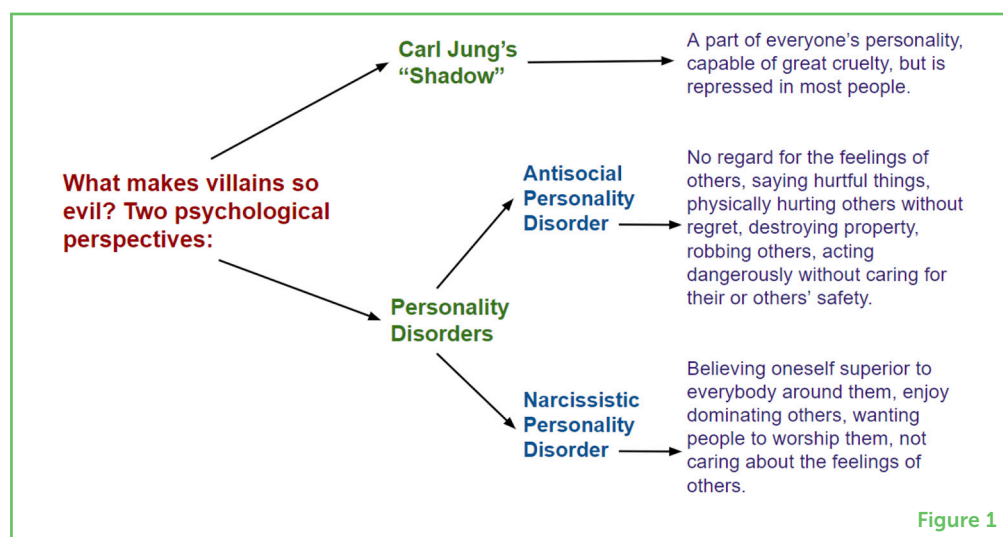 What makes villains so
evil? Two psychological
perspectives:
Carl Jung's
“Shadow”
A part of everyone’s personality,
capable of great cruelty, but is
repressed in most people.
Personality
Disorders
Antisocial
Personality
Disorder
No regard for the feelings of
others, saying hurtful things,
physically hurting others without
regret, destroying property,
robbing others, acting
dangerously without caring for
their or others’ safety.
Narcissistic
Personality
Disorder
Believing oneself superior to
everybody around them, enjoy
dominating others, wanting
people to worship them, not
caring about the feelings of
others.
Figure 1